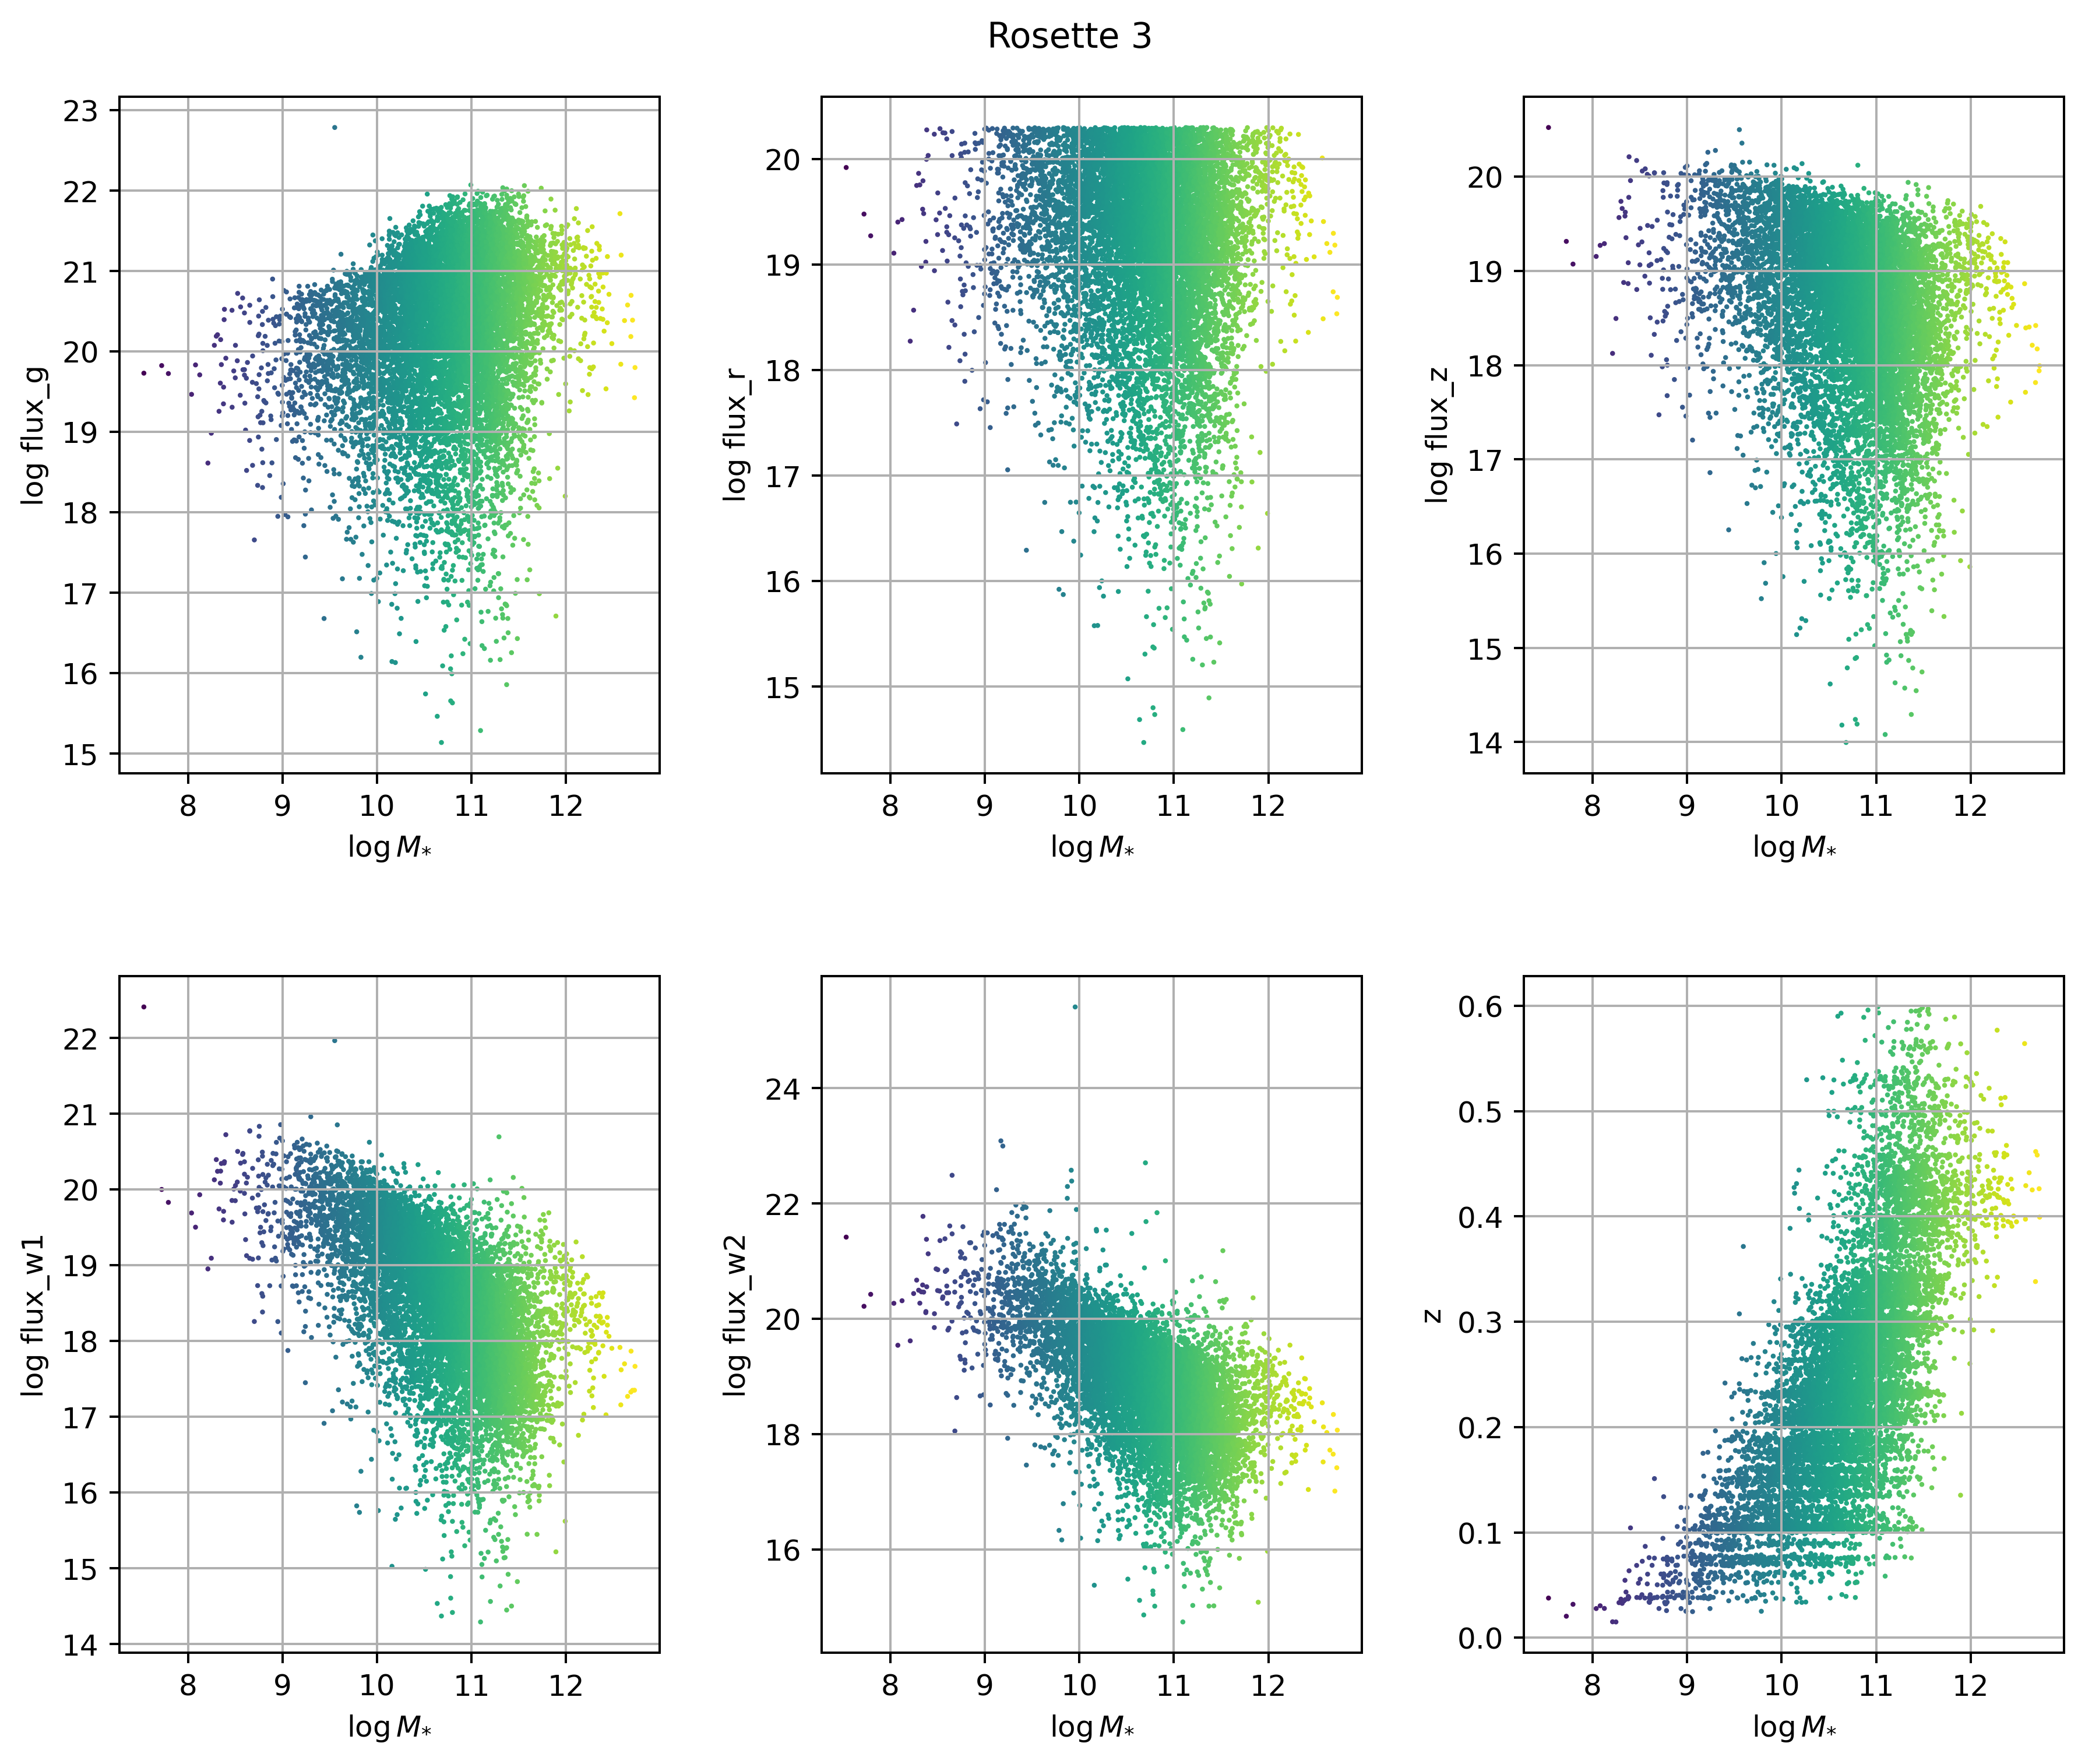 Rosette 3
log flux_g
23
22
21
20
19
18
17
16
15
8 9 10 11 12
log M*
log flux_r
20
19
18
17
16
15
8 9 10 11 12
log M*
log flux_z
20
19
18
17
16
15
14
8 9 10 11 12
log M*
log flux_w1
22
21
20
19
18
17
16
15
14
8 9 10 11 12
log M*
log flux_w2
24
22
20
18
16
8 9 10 11 12
log M*
z
0.6
0.5
0.4
0.3
0.2
0.1
0.0
8 9 10 11 12
log M*